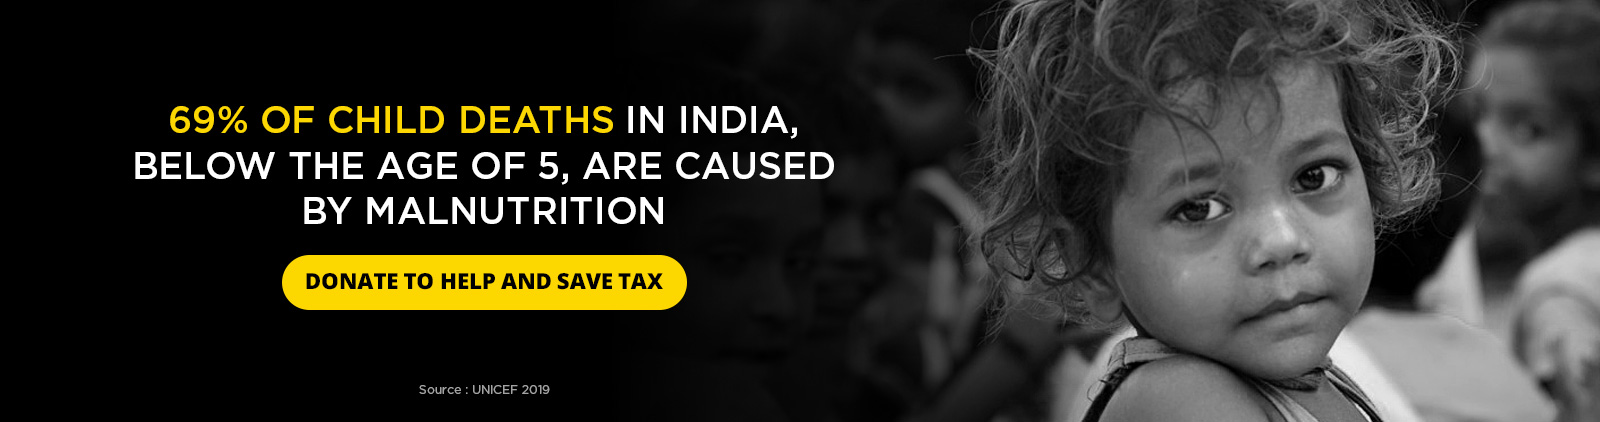 69% OF CHILD DEATHS IN INDIA,
BELOW THE AGE OF 5, ARE CAUSED
BY MALNUTRITION
DONATE TO HELP AND SAVE TAX
Source : UNICEF 2019